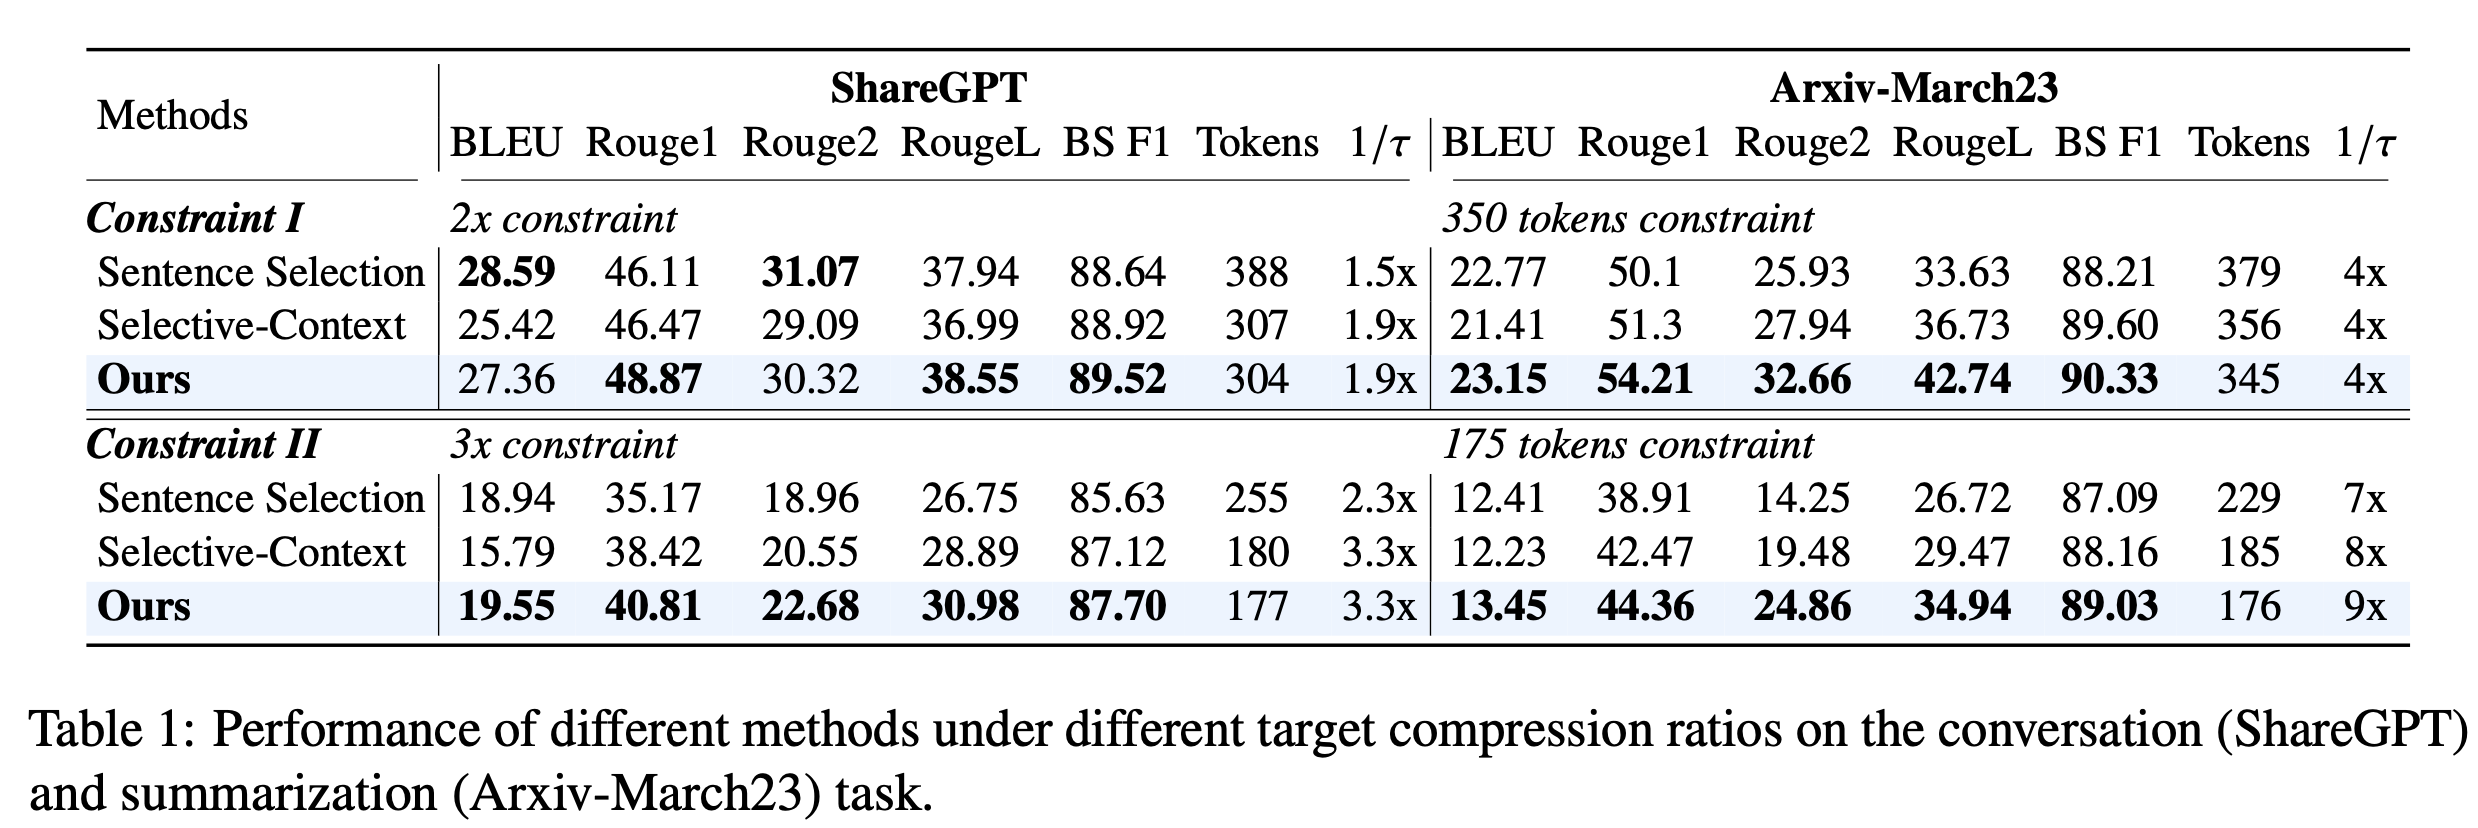 ShareGPT Arxiv-March23
Methods
BLEU Rouge1 Rouge2 RougeL BS F1 Tokens 1/τ BLEU Rouge1 Rouge2 RougeL BS F1 Tokens 1/τ
Constraint I 2x constraint 350 tokens constraint
Sentence Selection 28.59 46.11 31.07 37.94 88.64 388 1.5x 22.77 50.1 25.93 33.63 88.21 379 4x
Selective-Context 25.42 46.47 29.09 36.99 88.92 307 1.9x 21.41 51.3 27.94 36.73 89.60 356 4x
Ours 27.36 48.87 30.32 38.55 89.52 304 1.9x 23.15 54.21 32.66 42.74 90.33 345 4x
Constraint II 3x constraint 175 tokens constraint
Sentence Selection 18.94 35.17 18.96 26.75 85.63 255 2.3x 12.41 38.91 14.25 26.72 87.09 229 7x
Selective-Context 15.79 38.42 20.55 28.89 87.12 180 3.3x 12.23 42.47 19.48 29.47 88.16 185 8x
Ours 19.55 40.81 22.68 30.98 87.70 177 3.3x 13.45 44.36 24.86 34.94 89.03 176 9x
Table 1: Performance of different methods under different target compression ratios on the conversation (ShareGPT)
and summarization (Arxiv-March23) task.